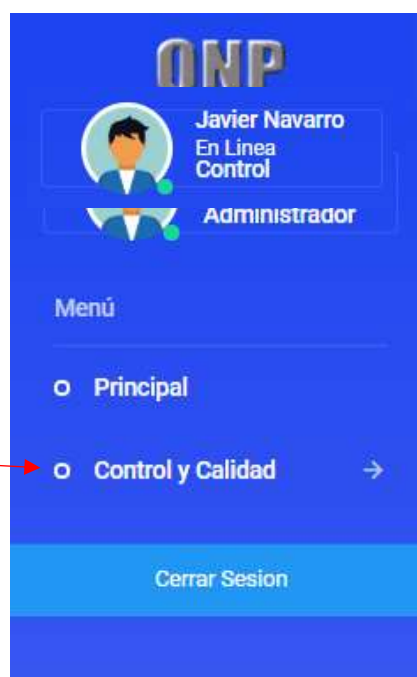 ONP
Javier Navarro
En Linea
Control
Administrador
Menú
Principal
Control y Calidad
Cerrar Sesion